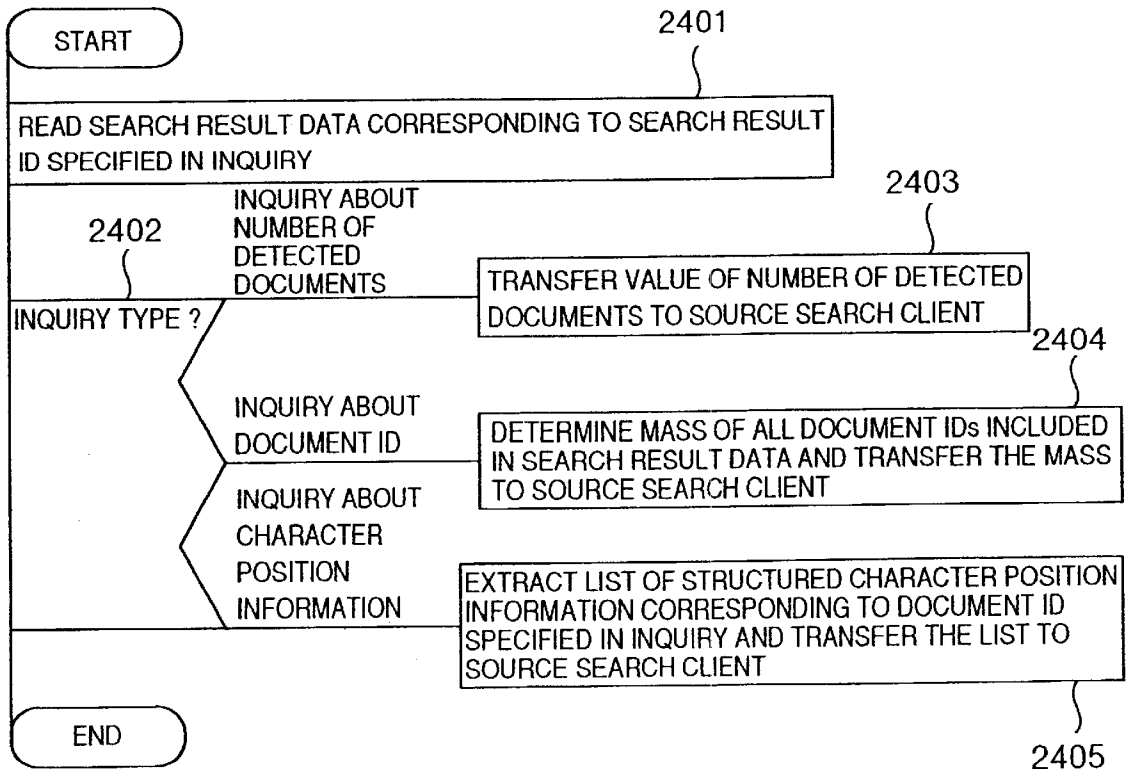 START
2401
READ SEARCH RESULT DATA CORRESPONDING TO SEARCH RESULT
ID SPECIFIED IN INQUIRY
2402
INQUIRY ABOUT
NUMBER OF
DETECTED
DOCUMENTS
2403
INQUIRY TYPE ?
TRANSFER VALUE OF NUMBER OF DETECTED
DOCUMENTS TO SOURCE SEARCH CLIENT
2404
INQUIRY ABOUT
DOCUMENT ID
DETERMINE MASS OF ALL DOCUMENT IDs INCLUDED
IN SEARCH RESULT DATA AND TRANSFER THE MASS
TO SOURCE SEARCH CLIENT
INQUIRY ABOUT
CHARACTER
POSITION
INFORMATION
EXTRACT LIST OF STRUCTURED CHARACTER POSITION
INFORMATION CORRESPONDING TO DOCUMENT ID
SPECIFIED IN INQUIRY AND TRANSFER THE LIST TO
SOURCE SEARCH CLIENT
END
2405